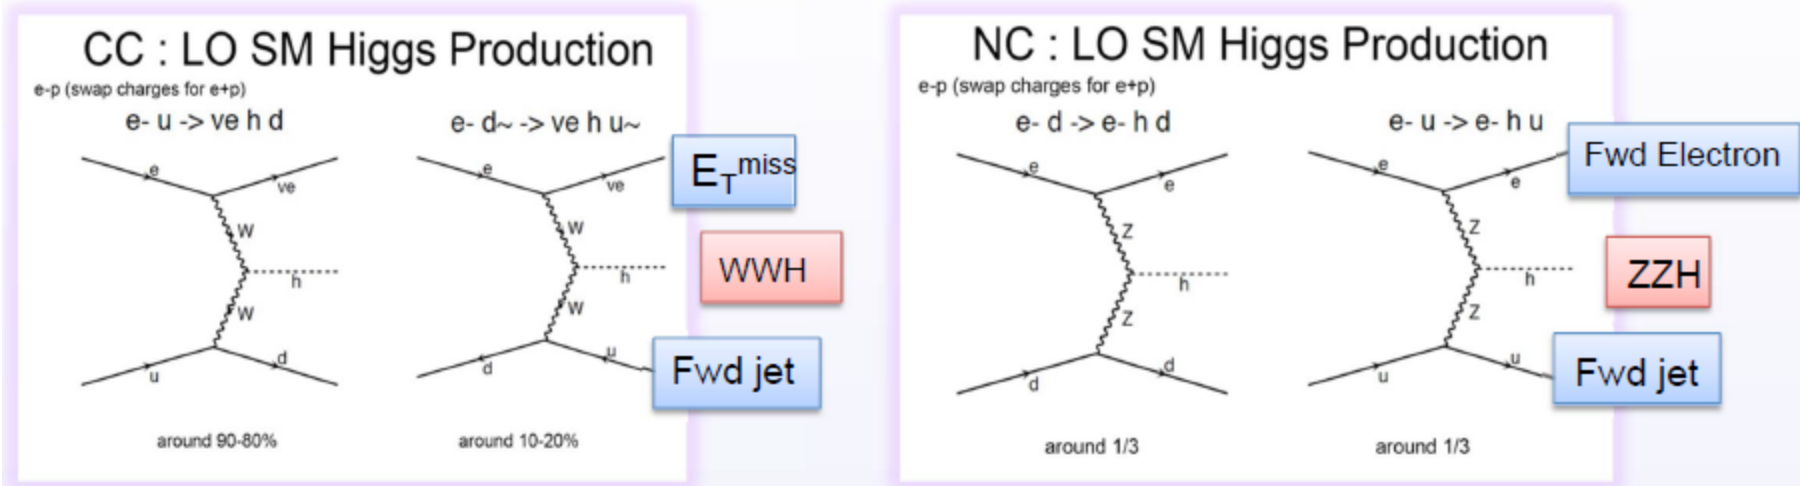 CC : LO SM Higgs Production
e-p (swap charges for e+p)
e- u -> ve h d
e- d~ -> ve h u~
e
ve
W
h
W
u
d
e
ve
W
h
W
d
u
E_T^miss
WWH
Fwd jet
around 90-80%
around 10-20%
NC : LO SM Higgs Production
e-p (swap charges for e+p)
e- d -> e- h d
e- u -> e- h u
e
e
Z
h
Z
d
d
e
e
Z
h
Z
u
u
Fwd Electron
ZZH
Fwd jet
around 1/3
around 1/3